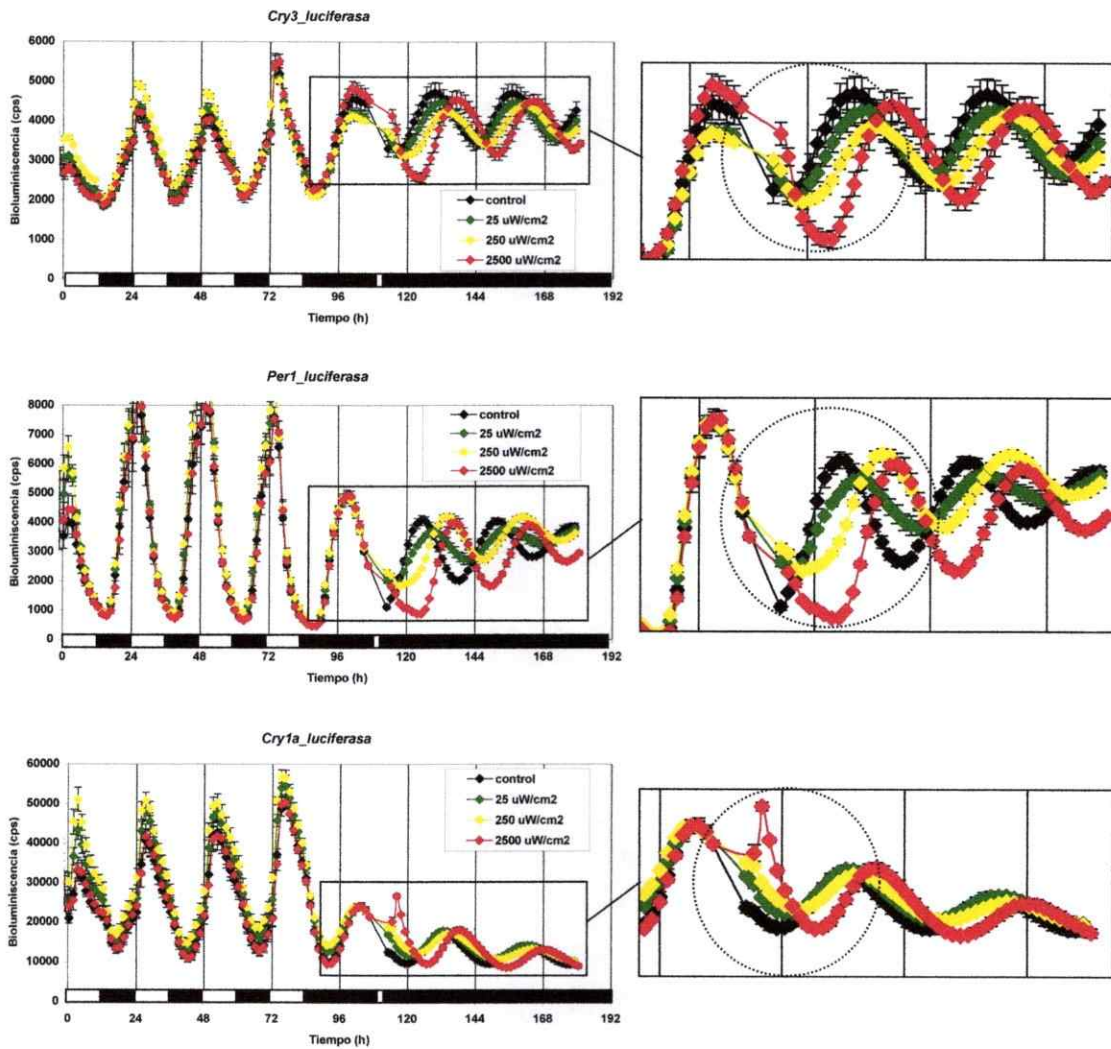 Cry3_luciferasa
Bioluminiscencia (cps)
6000
5000
4000
3000
2000
1000
0
control
25 uW/cm2
250 uW/cm2
2500 uW/cm2
0 24 48 72 96 120 144 168 192
Tiempo (h)
Per1_luciferasa
Bioluminiscencia (cps)
8000
7000
6000
5000
4000
3000
2000
1000
0
control
25 uW/cm2
250 uW/cm2
2500 uW/cm2
0 24 48 72 96 120 144 168 192
Tiempo (h)
Cry1a_luciferasa
Bioluminiscencia (cps)
60000
50000
40000
30000
20000
10000
0
control
25 uW/cm2
250 uW/cm2
2500 uW/cm2
0 24 48 72 96 120 144 168 192
Tiempo (h)